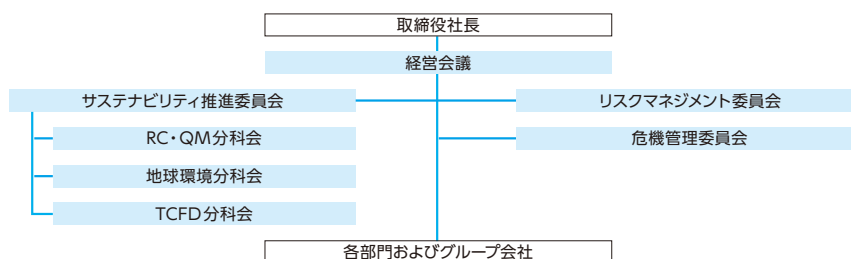 取締役社長
経営会議
サステナビリティ推進委員会
リスクマネジメント委員会
RC・QM分科会
危機管理委員会
地球環境分科会
TCFD分科会
各部門およびグループ会社